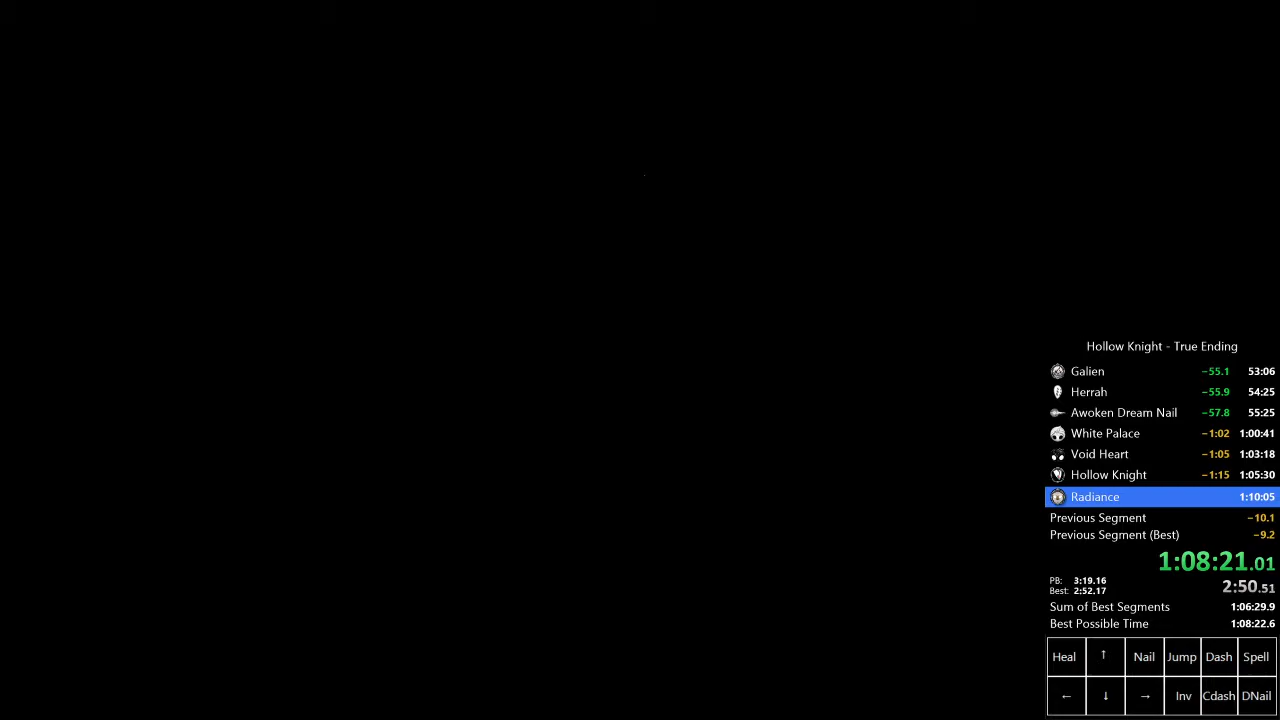 Hollow Knight - True Ending
Galien −55.1 53:06
Herrah −55.9 54:25
Awoken Dream Nail −57.8 55:25
White Palace −1:02 1:00:41
Void Heart −1:05 1:03:18
Hollow Knight −1:15 1:05:30
Radiance 1:10:05
Previous Segment −10.1
Previous Segment (Best) −9.2
1:08:21.01
PB: 3:19.16 2:50.51
Best: 2:52.17
Sum of Best Segments 1:06:29.9
Best Possible Time 1:08:22.6
Heal ↑ Nail Jump Dash Spell
← ↓ → Inv Cdash DNail